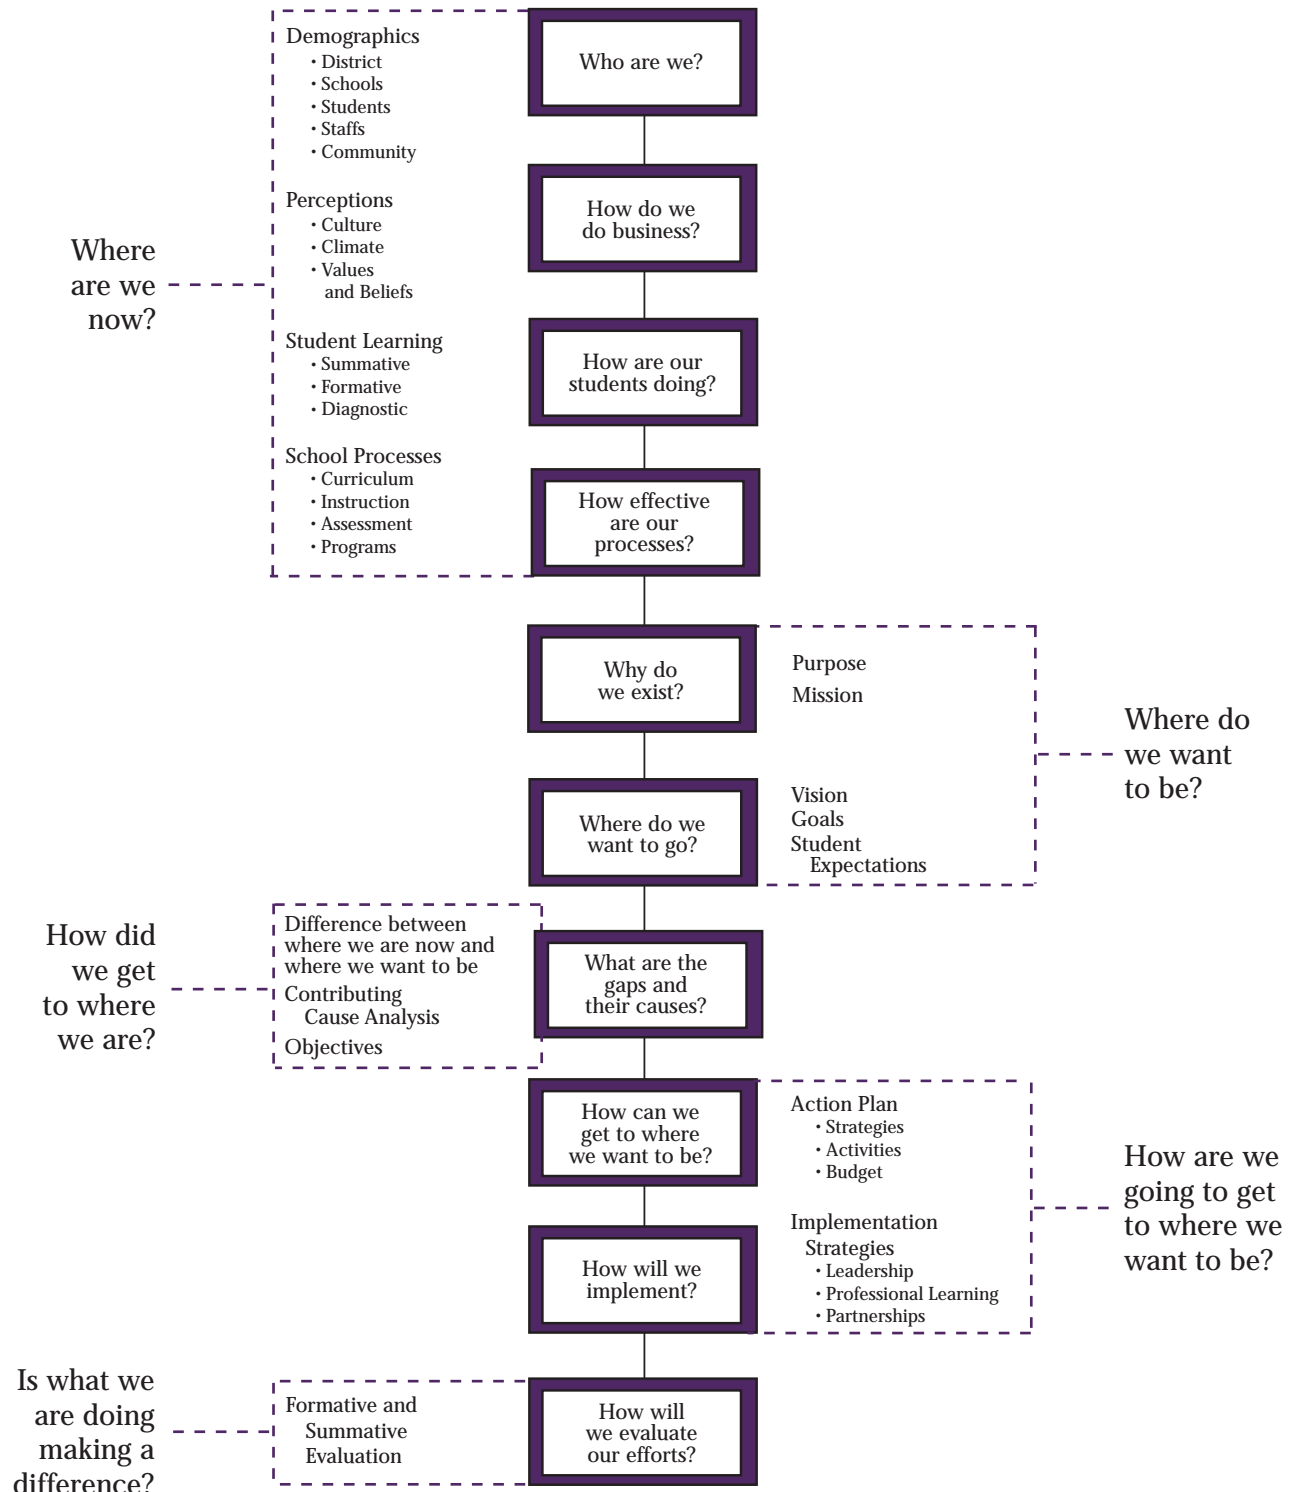 Where
are we
now?
Demographics
• District
• Schools
• Students
• Staffs
• Community
Perceptions
• Culture
• Climate
• Values
and Beliefs
Student Learning
• Summative
• Formative
• Diagnostic
School Processes
• Curriculum
• Instruction
• Assessment
• Programs
Who are we?
How do we
do business?
How are our
students doing?
How effective
are our
processes?
Why do
we exist?
Purpose
Mission
Where do we
want to go?
Vision
Goals
Student
Expectations
Where do
we want
to be?
How did
we get
to where
we are?
Difference between
where we are now and
where we want to be
Contributing
Cause Analysis
Objectives
What are the
gaps and
their causes?
How can we
get to where
we want to be?
Action Plan
• Strategies
• Activities
• Budget
How will we
implement?
Implementation
Strategies
• Leadership
• Professional Learning
• Partnerships
How are we
going to get
to where we
want to be?
Is what we
are doing
making a
difference?
Formative and
Summative
Evaluation
How will
we evaluate
our efforts?